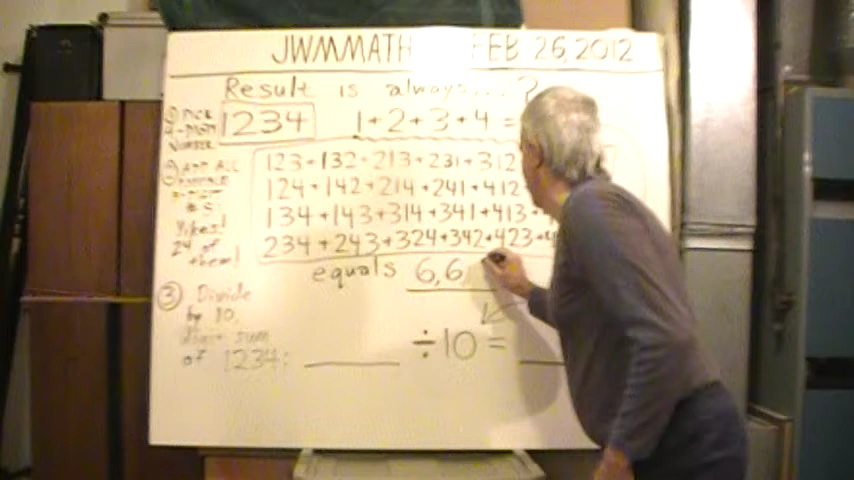 JWMMATH FEB 26, 2012
Result is always....?
1234 1+2+3+4 =
① PICK
4-DIGIT
NUMBER
② ADD ALL
#S
Yikes!
24 of
them!
123+132+213+231+312
124+142+214+241+412
134+143+314+341+413
234+243+324+342+423+4
equals 6,6
③ Divide
by 10,
digit sum
of 1234: ÷10=